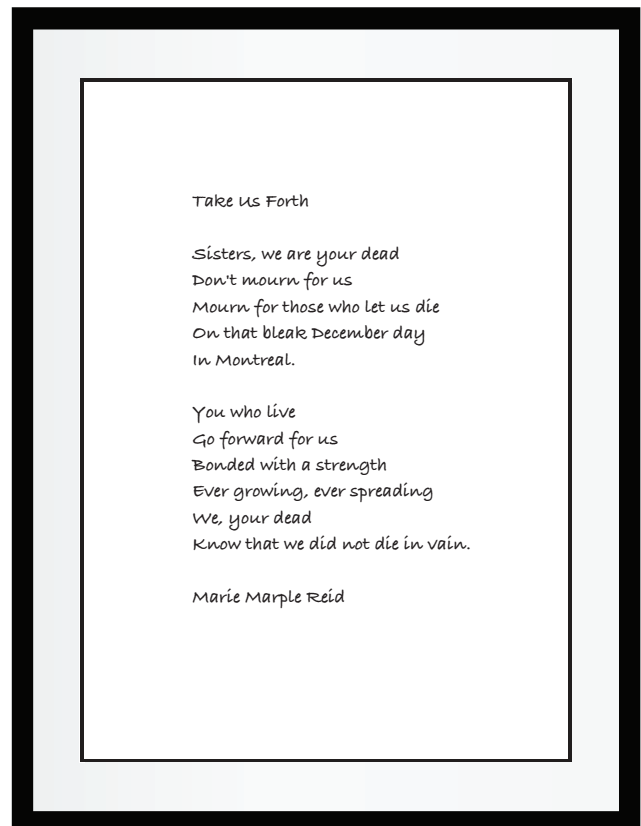 Take Us Forth
Sisters, we are your dead
Don't mourn for us
Mourn for those who let us die
On that bleak December day
In Montreal.
You who live
Go forward for us
Bonded with a strength
Ever growing, ever spreading
We, your dead
Know that we did not die in vain.
Marie Marple Reid